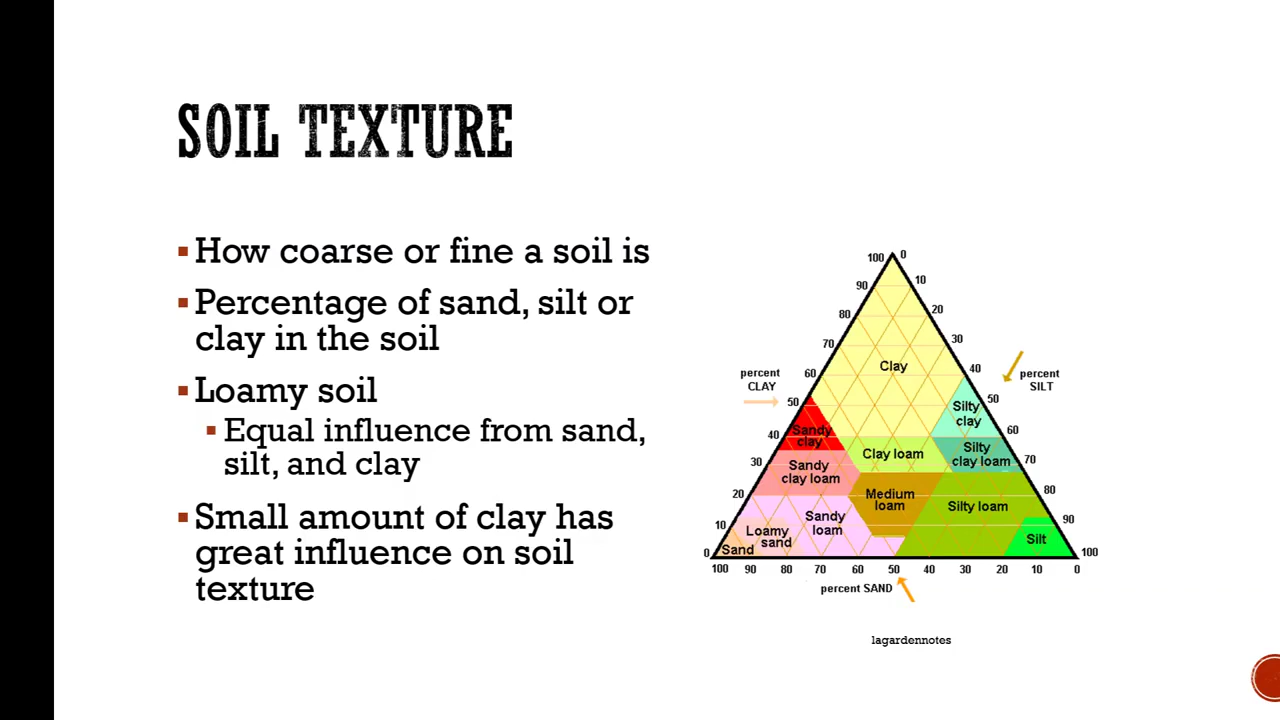 SOIL TEXTURE
▪ How coarse or fine a soil is
▪ Percentage of sand, silt or
clay in the soil
▪ Loamy soil
▪ Equal influence from sand,
silt, and clay
▪ Small amount of clay has
great influence on soil
texture
100 0
90 10
80 20
70 30
60 40
percent
CLAY
percent
SILT
50 50
40 60
30 70
20 80
10 90
0 100
Clay
Silty
clay
Sandy
clay
Clay loam
Silty
clay loam
Sandy
clay loam
Medium
loam
Silty loam
Sandy
loam
Loamy
sand
Sand
Silt
100 90 80 70 60 50 40 30 20 10 0
percent SAND
lagardennotes